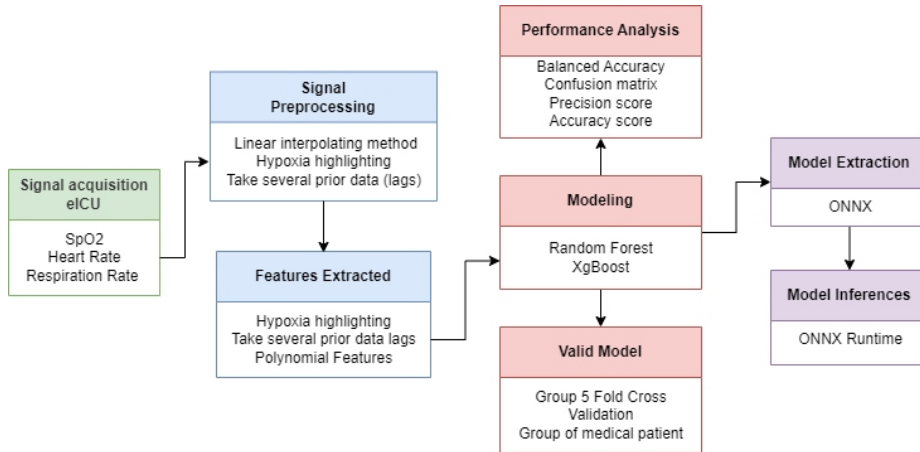 Signal acquisition
eICU
SpO2
Heart Rate
Respiration Rate
Signal
Preprocessing
Linear interpolating method
Hypoxia highlighting
Take several prior data (lags)
Features Extracted
Hypoxia highlighting
Take several prior data lags
Polynomial Features
Performance Analysis
Balanced Accuracy
Confusion matrix
Precision score
Accuracy score
Modeling
Random Forest
XgBoost
Valid Model
Group 5 Fold Cross
Validation
Group of medical patient
Model Extraction
ONNX
Model Inferences
ONNX Runtime